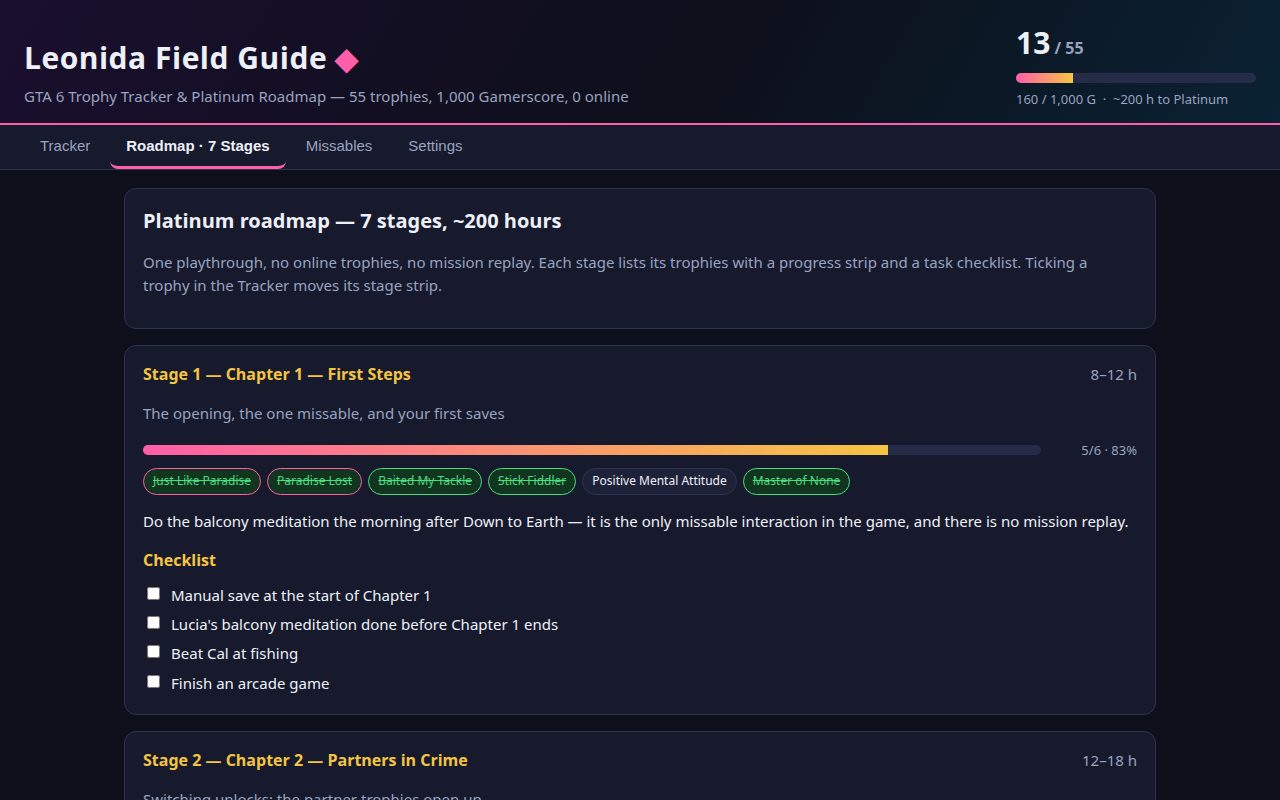 Leonida Field Guide
GTA 6 Trophy Tracker & Platinum Roadmap — 55 trophies, 1,000 Gamerscore, 0 online
13 / 55
160 / 1,000 G · ~200 h to Platinum
Tracker
Roadmap · 7 Stages
Missables
Settings
Platinum roadmap — 7 stages, ~200 hours
One playthrough, no online trophies, no mission replay. Each stage lists its trophies with a progress strip and a task checklist. Ticking a
trophy in the Tracker moves its stage strip.
Stage 1 — Chapter 1 — First Steps
8–12 h
The opening, the one missable, and your first saves
5/6 · 83%
Just Like Paradise
Paradise Lost
Baited My Tackle
Stick Fiddler
Positive Mental Attitude
Master of None
Do the balcony meditation the morning after Down to Earth — it is the only missable interaction in the game, and there is no mission replay.
Checklist
Manual save at the start of Chapter 1
Lucia's balcony meditation done before Chapter 1 ends
Beat Cal at fishing
Finish an arcade game
Stage 2 — Chapter 2 — Partners in Crime
12–18 h
Switching unlocks; the partner trophies open up